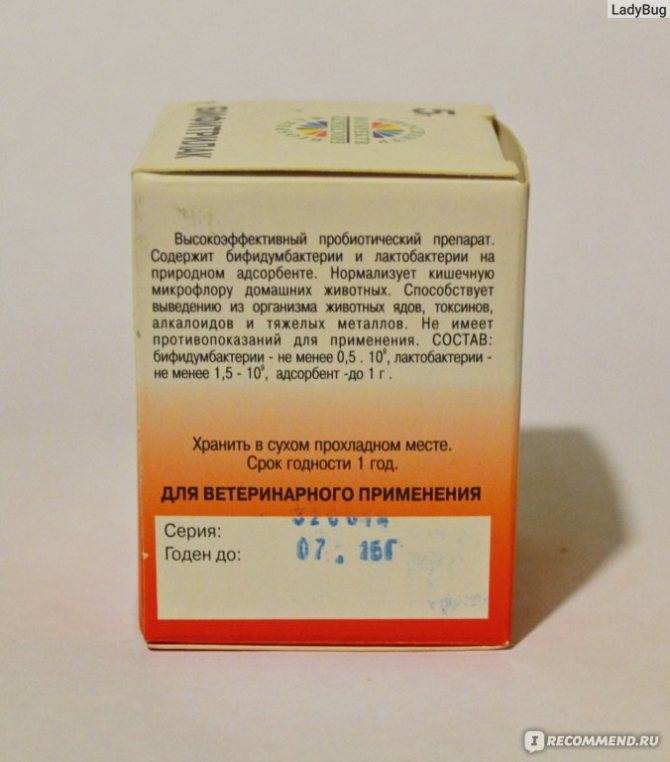 LadyBug
5
БИФИТРИЛАК
Высокоэффективный пробиотический препарат.
Содержит бифидумбактерии и лактобактерии на
природном адсорбенте. Нормализует кишечную
микрофлору домашних животных. Способствует
выведению из организма животных ядов, токсинов,
алкалоидов и тяжелых металлов. Не имеет
противопоказаний для применения. СОСТАВ:
бифидумбактерии - не менее 0,5 . 10⁹, лактобактерии -
не менее 1,5 - 10⁹, адсорбент -до 1 г .
Хранить в сухом прохладном месте.
Срок годности 1 год.
ДЛЯ ВЕТЕРИНАРНОГО ПРИМЕНЕНИЯ
Серия:
Годен до: 07. 15Г
IRECOMMEND.RU